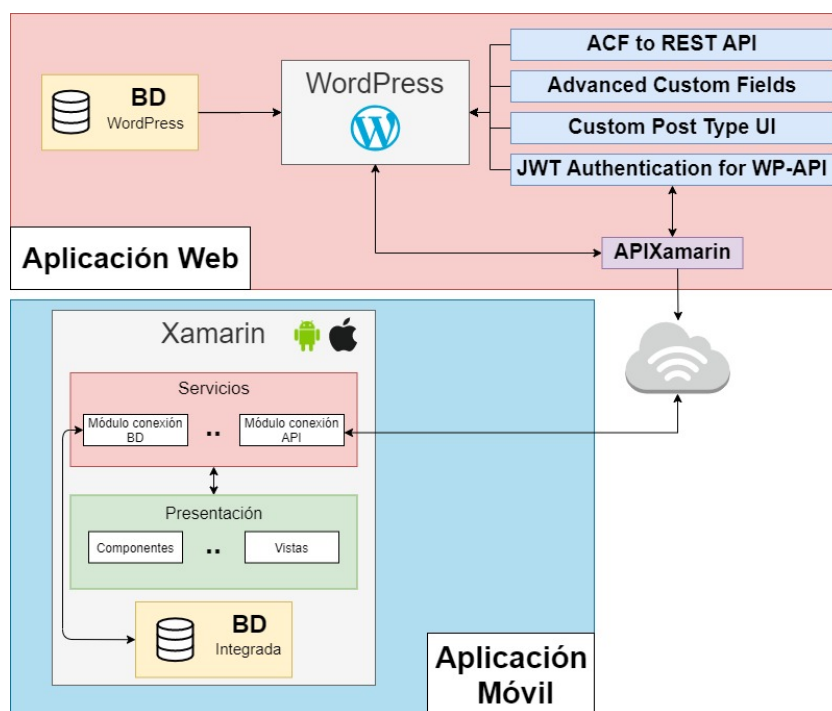 ACF to REST API
Advanced Custom Fields
Custom Post Type UI
JWT Authentication for WP-API
WordPress
BD
WordPress
APIXamarin
Aplicación Web
Xamarin
Servicios
Módulo conexión
BD
..
Módulo conexión
API
Presentación
Componentes
..
Vistas
BD
Integrada
Aplicación
Móvil